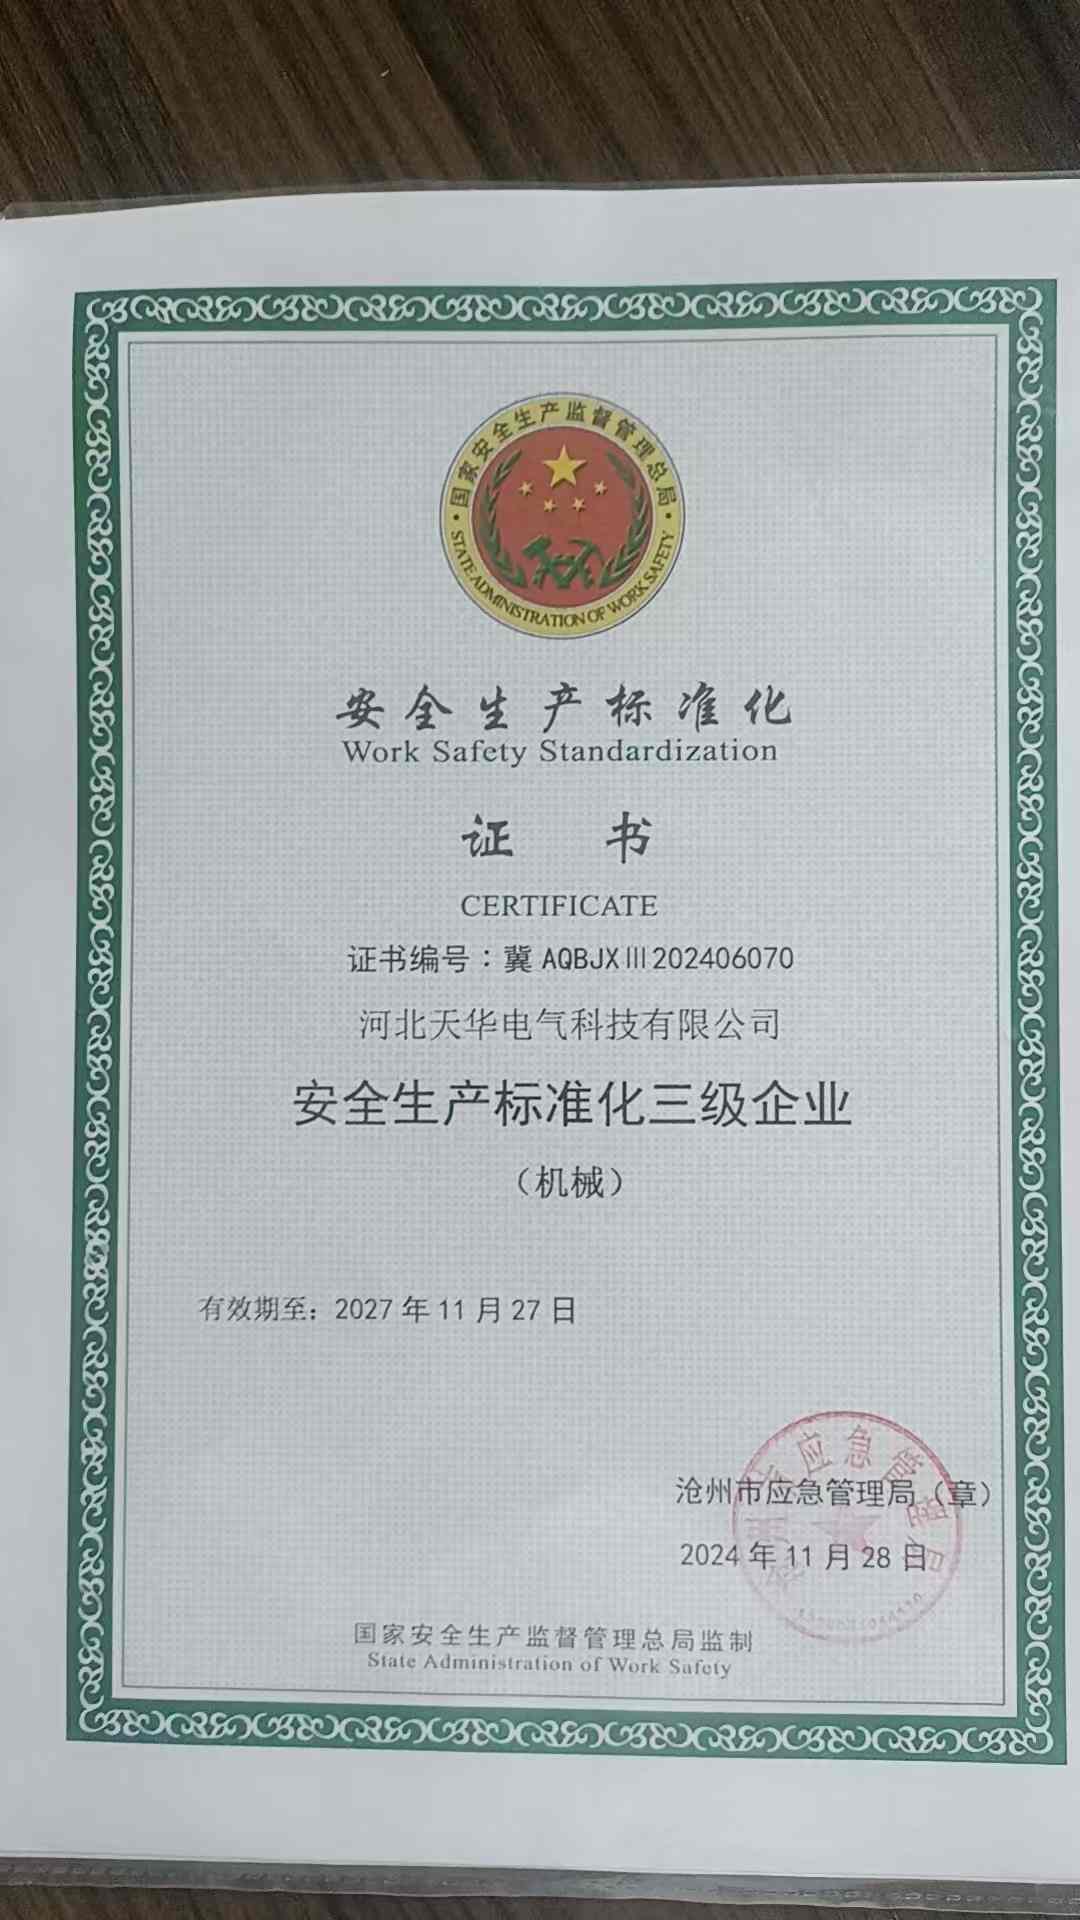 国家安全生产监督管理总局
STATE ADMINISTRATION OF WORK SAFETY
安全生产标准化
Work Safety Standardization
证书
CERTIFICATE
证书编号：冀 AQBJXⅢ202406070
河北天华电气科技有限公司
安全生产标准化三级企业
（机械）
有效期至：2027 年 11 月 27 日
沧州市应急管理局（章）
2024 年 11 月 28 日
国家安全生产监督管理总局监制
State Administration of Work Safety